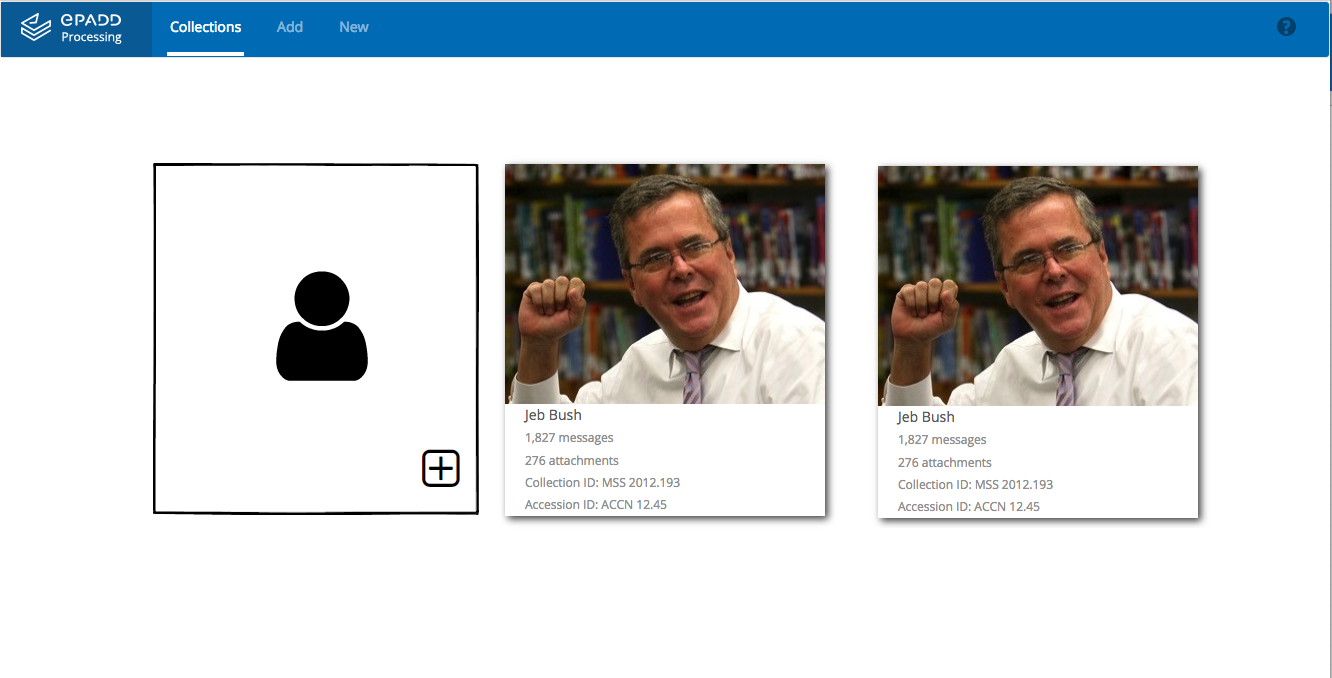 ePADD
Processing
Collections
Add
New
?
Jeb Bush
1,827 messages
276 attachments
Collection ID: MSS 2012.193
Accession ID: ACCN 12.45
Jeb Bush
1,827 messages
276 attachments
Collection ID: MSS 2012.193
Accession ID: ACCN 12.45